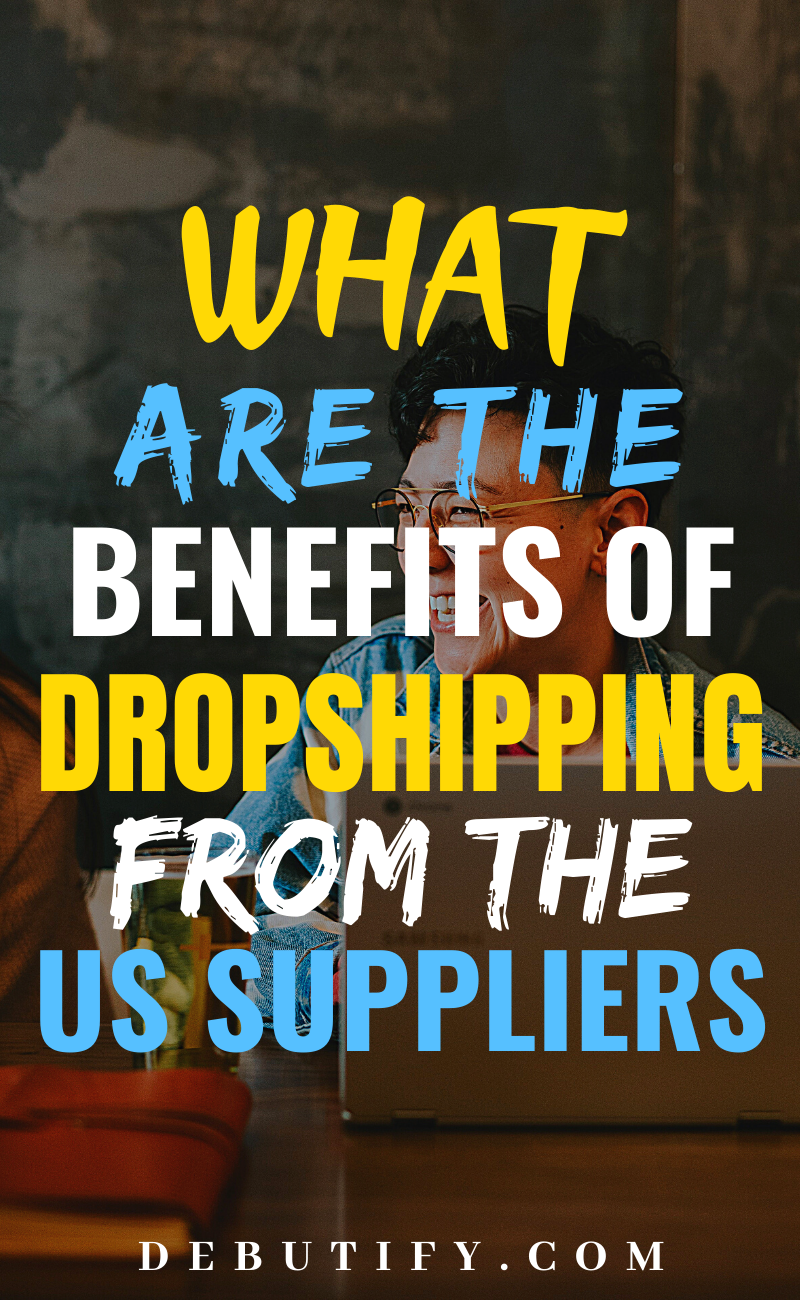 WHAT
ARE THE
BENEFITS OF
DROPSHIPPING
FROM THE
US SUPPLIERS
DEBUTIFY.COM